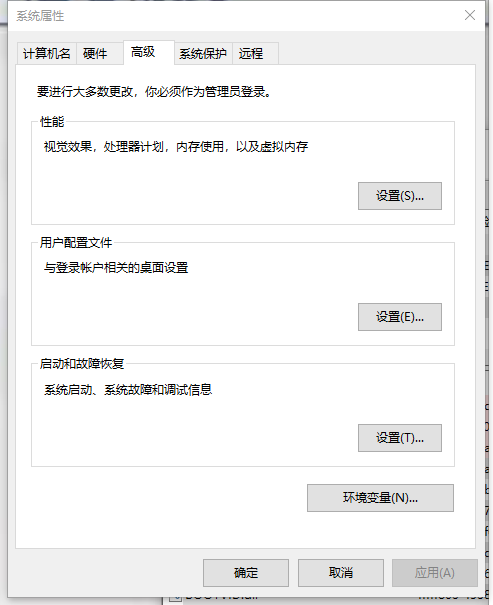 系统属性
计算机名
硬件
高级
系统保护
远程
要进行大多数更改，你必须作为管理员登录。
性能
视觉效果，处理器计划，内存使用，以及虚拟内存
设置(S)...
用户配置文件
与登录帐户相关的桌面设置
设置(E)...
启动和故障恢复
系统启动、系统故障和调试信息
设置(T)...
环境变量(N)...
确定
取消
应用(A)